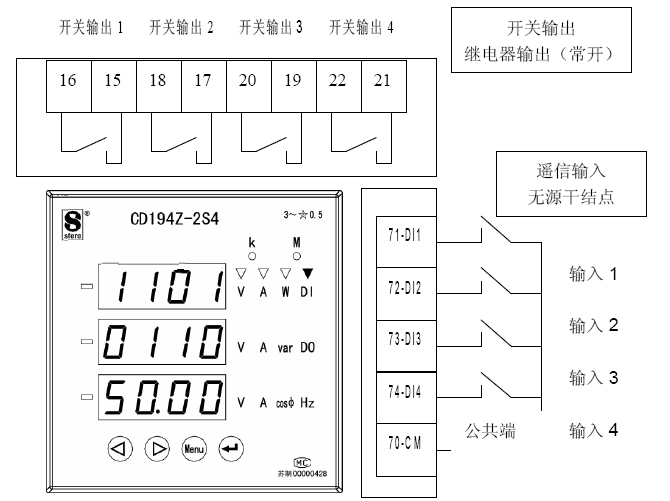 开关输出 1 开关输出 2 开关输出 3 开关输出 4
开关输出
继电器输出（常开）
16 15 18 17 20 19 22 21
遥信输入
无源干结点
S ®
sfere
CD194Z-2S4
3～☆0.5
k M
1101
V A W DI
0110
V A var DO
50.00
V A cosϕ Hz
Menu
MC
苏制00000428
71-DI1
72-DI2
73-DI3
74-DI4
70-CM
输入 1
输入 2
输入 3
公共端
输入 4